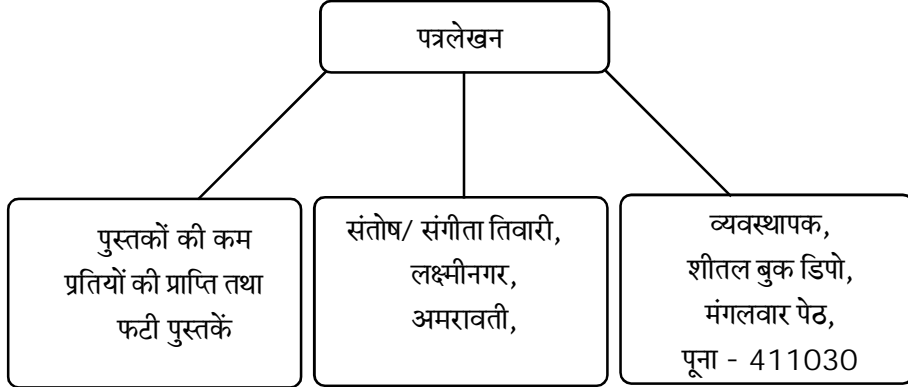 पत्रलेखन
पुस्तकों की कम
प्रतियों की प्राप्ति तथा
फटी पुस्तकें
संतोष/ संगीता तिवारी,
लक्ष्मीनगर,
अमरावती,
व्यवस्थापक,
शीतल बुक डिपो,
मंगलवार पेठ,
पूना - 411030